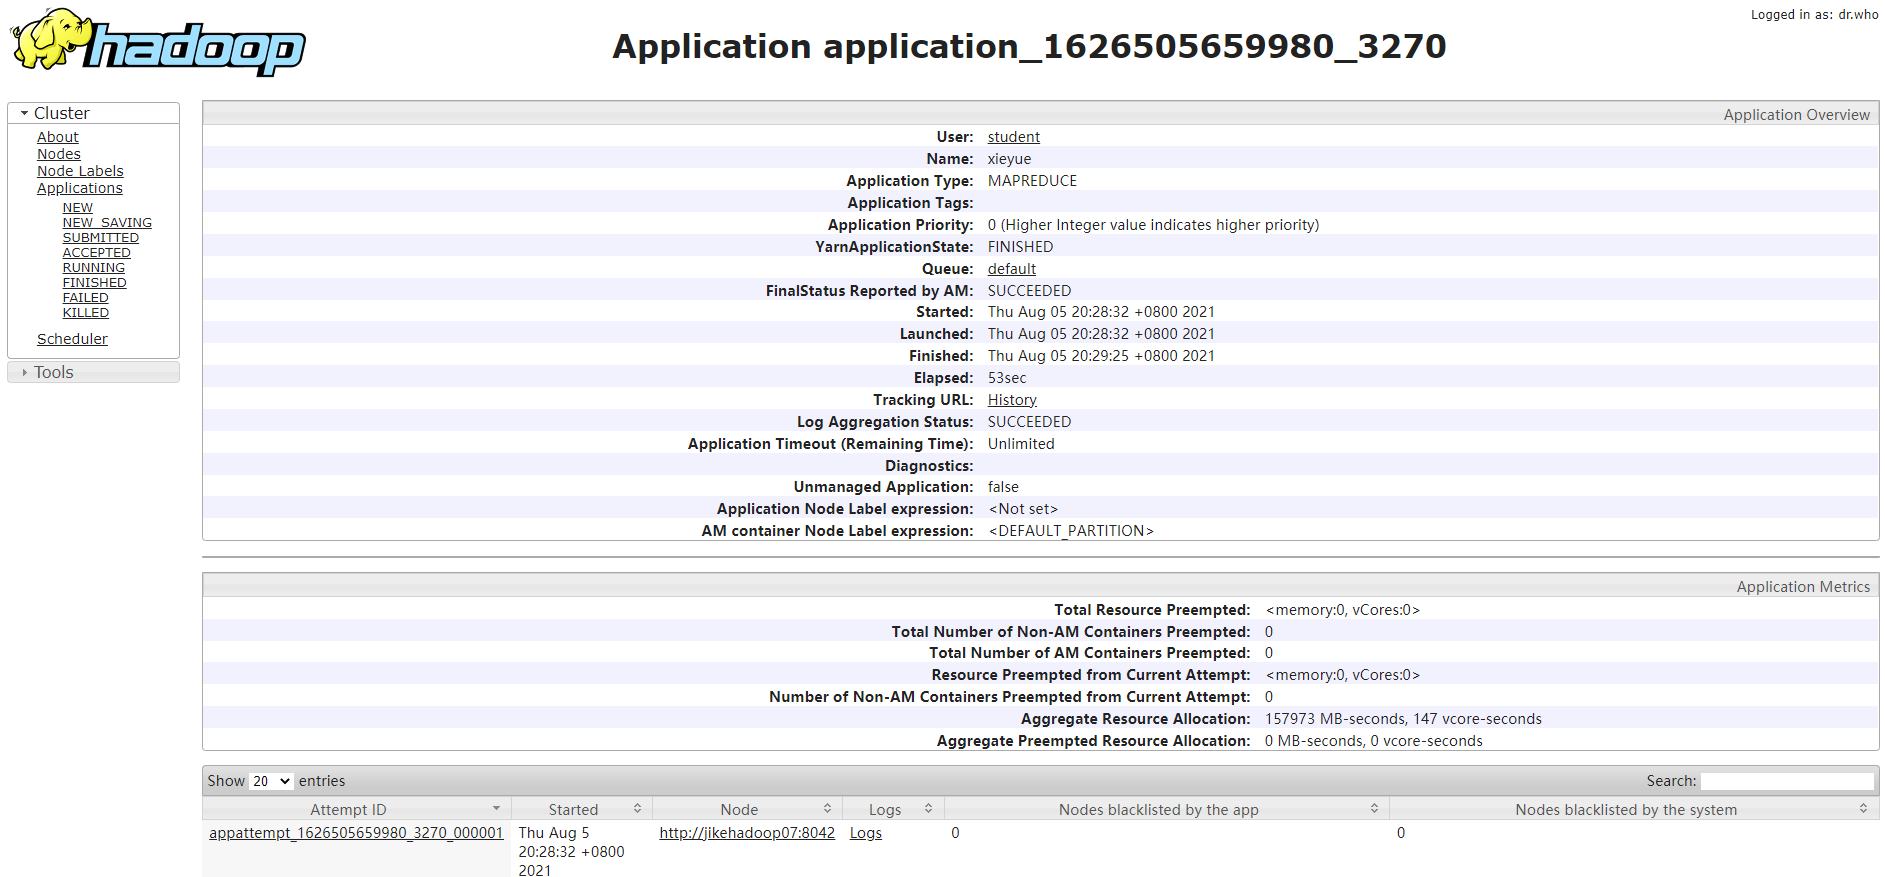 Logged in as: dr.who
hadoop
Application application_1626505659980_3270
Cluster
About
Nodes
Node Labels
Applications
NEW
NEW_SAVING
SUBMITTED
ACCEPTED
RUNNING
FINISHED
FAILED
KILLED
Scheduler
Tools
Application Overview
User: student
Name: xieyue
Application Type: MAPREDUCE
Application Tags:
Application Priority: 0 (Higher Integer value indicates higher priority)
YarnApplicationState: FINISHED
Queue: default
FinalStatus Reported by AM: SUCCEEDED
Started: Thu Aug 05 20:28:32 +0800 2021
Launched: Thu Aug 05 20:28:32 +0800 2021
Finished: Thu Aug 05 20:29:25 +0800 2021
Elapsed: 53sec
Tracking URL: History
Log Aggregation Status: SUCCEEDED
Application Timeout (Remaining Time): Unlimited
Diagnostics:
Unmanaged Application: false
Application Node Label expression: <Not set>
AM container Node Label expression: <DEFAULT_PARTITION>
Application Metrics
Total Resource Preempted: <memory:0, vCores:0>
Total Number of Non-AM Containers Preempted: 0
Total Number of AM Containers Preempted: 0
Resource Preempted from Current Attempt: <memory:0, vCores:0>
Number of Non-AM Containers Preempted from Current Attempt: 0
Aggregate Resource Allocation: 157973 MB-seconds, 147 vcore-seconds
Aggregate Preempted Resource Allocation: 0 MB-seconds, 0 vcore-seconds
Show 20 entries Search:
Attempt ID Started Node Logs Nodes blacklisted by the app Nodes blacklisted by the system
appattempt_1626505659980_3270_000001 Thu Aug 5 http://jikehadoop07:8042 Logs 0 0
20:28:32 +0800
2021